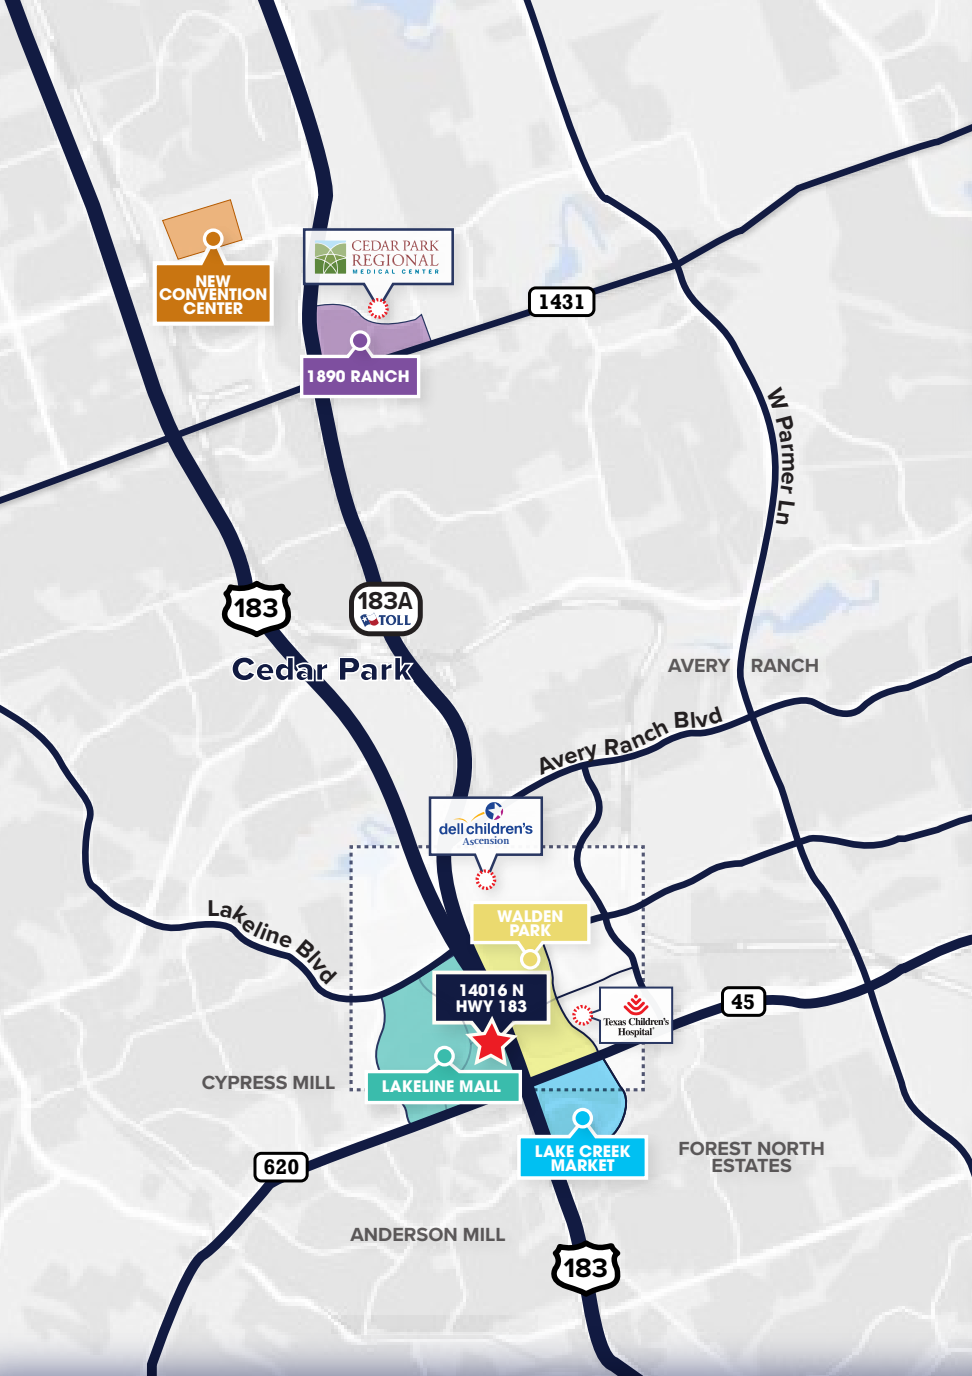 CEDAR PARK
REGIONAL
MEDICAL CENTER
NEW
CONVENTION
CENTER
1431
1890 RANCH
W Parmer Ln
183
183A
TOLL
Cedar Park
AVERY RANCH
Avery Ranch Blvd
dell children's
Ascension
Lakeline Blvd
WALDEN
PARK
14016 N
HWY 183
45
Texas Children's
Hospital
CYPRESS MILL
LAKELINE MALL
LAKE CREEK
MARKET
FOREST NORTH
ESTATES
620
ANDERSON MILL
183